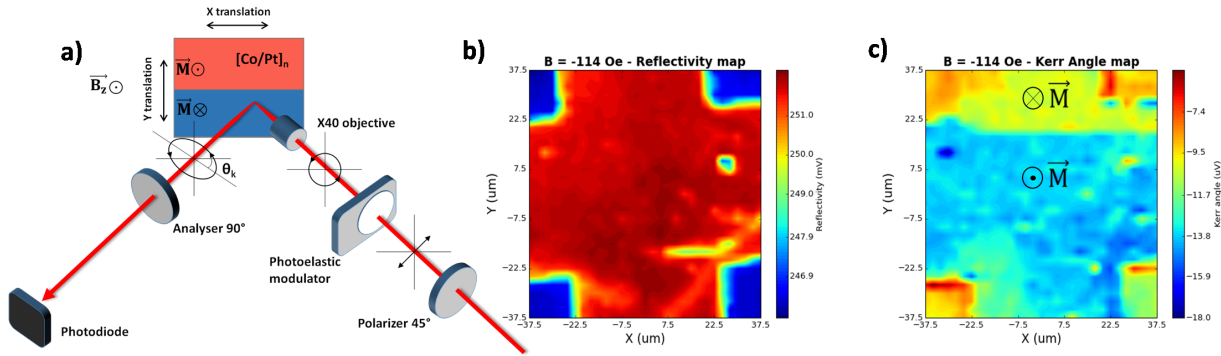 a)
X translation
Y translation
[Co/Pt]n
M⊙
M⊗
Bz⊙
X40 objective
θk
Analyser 90°
Photoelastic
modulator
Photodiode
Polarizer 45°
b)
B = -114 Oe - Reflectivity map
37.5
22.5
7.5
−7.5
−22.5
−37.5
Y (um)
−37.5 −22.5 −7.5 7.5 22.5 37.5
X (um)
251.0
250.0
248.9
247.9
246.9
Reflectivity (mV)
c)
B = -114 Oe - Kerr Angle map
⊗ M
⊙ M
37.5
22.5
7.5
−7.5
−22.5
−37.5
Y (um)
−37.5 −22.5 −7.5 7.5 22.5 37.5
X (um)
−7.4
−9.5
−11.7
−13.8
−15.9
−18.0
Kerr angle (uV)